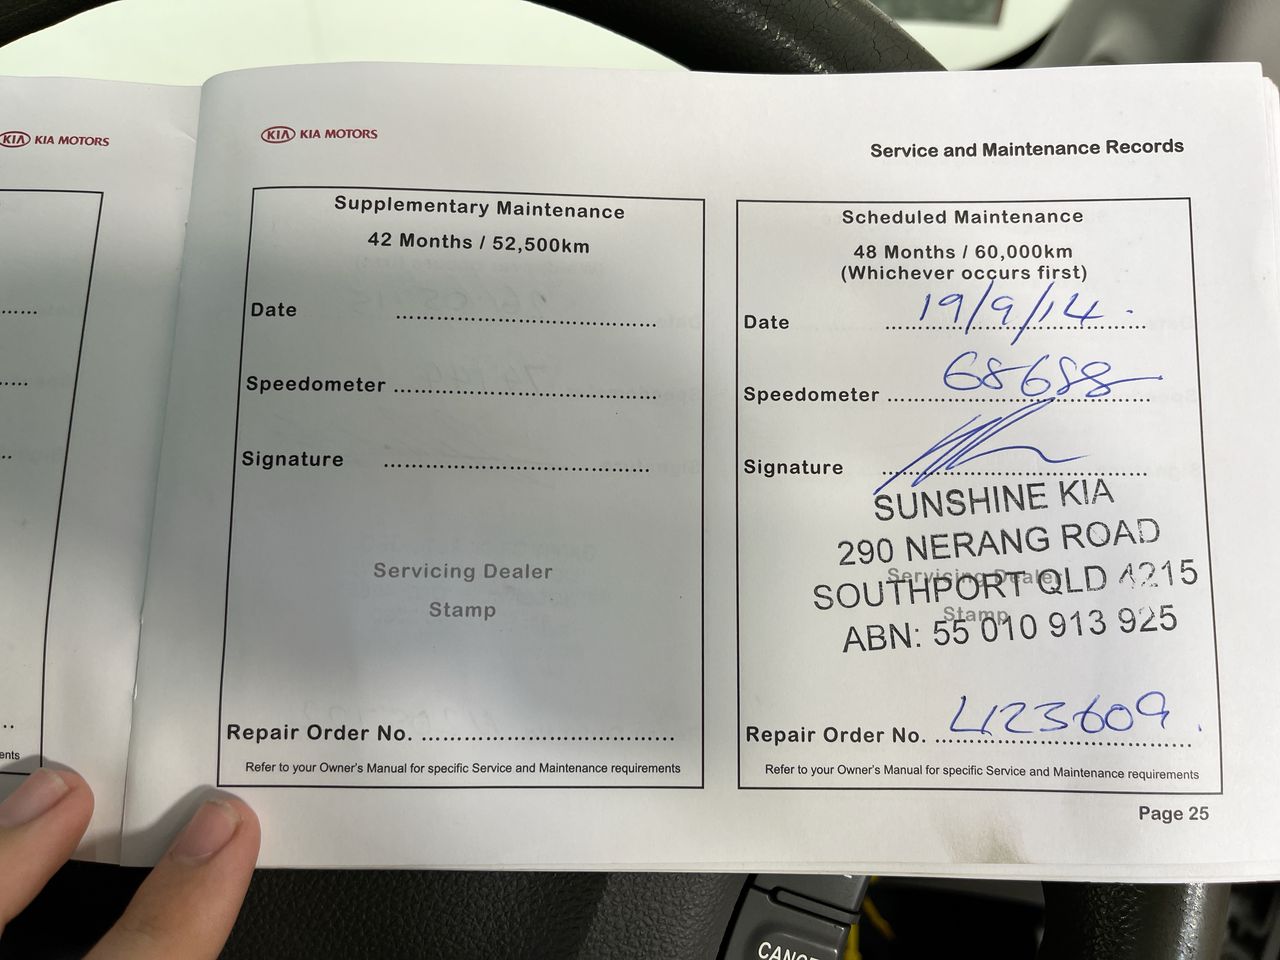 KIA KIA MOTORS
KIA KIA MOTORS
Service and Maintenance Records
Supplementary Maintenance
42 Months / 52,500km
Date
Speedometer
Signature
Servicing Dealer
Stamp
Repair Order No.
Refer to your Owner's Manual for specific Service and Maintenance requirements
Scheduled Maintenance
48 Months / 60,000km
(Whichever occurs first)
Date 19/9/14.
Speedometer 68688
Signature
SUNSHINE KIA
290 NERANG ROAD
Servicing Dealer
SOUTHPORT QLD 4215
Stamp
ABN: 55 010 913 925
Repair Order No. 423609.
Refer to your Owner's Manual for specific Service and Maintenance requirements
Page 25